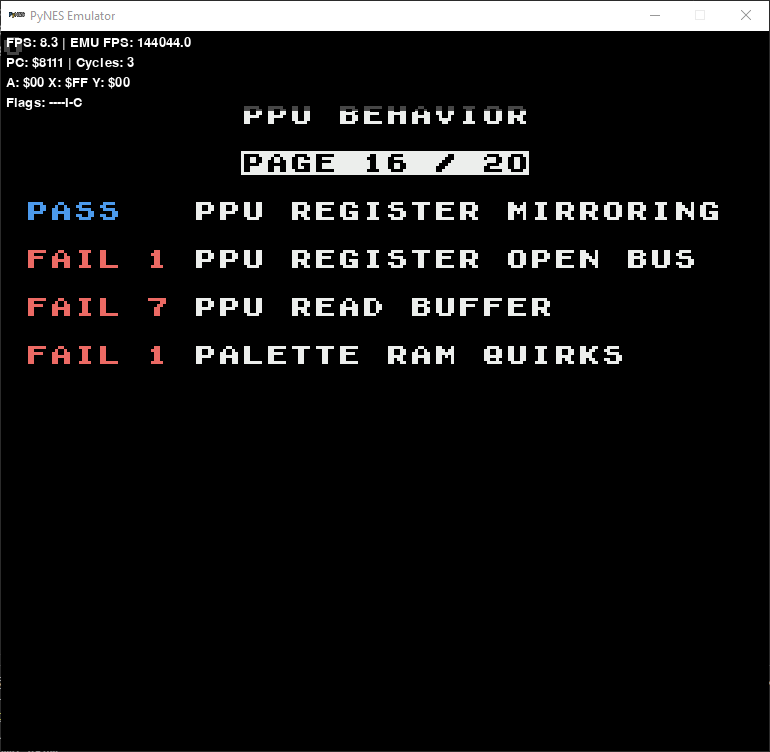 PyNES Emulator
FPS: 8.3 | EMU FPS: 144044.0
PC: $8111 | Cycles: 3
A: $00 X: $FF Y: $00
Flags: ----I-C
PPU BEHAVIOR
PAGE 16 / 20
PASS PPU REGISTER MIRRORING
FAIL 1 PPU REGISTER OPEN BUS
FAIL 7 PPU READ BUFFER
FAIL 1 PALETTE RAM QUIRKS